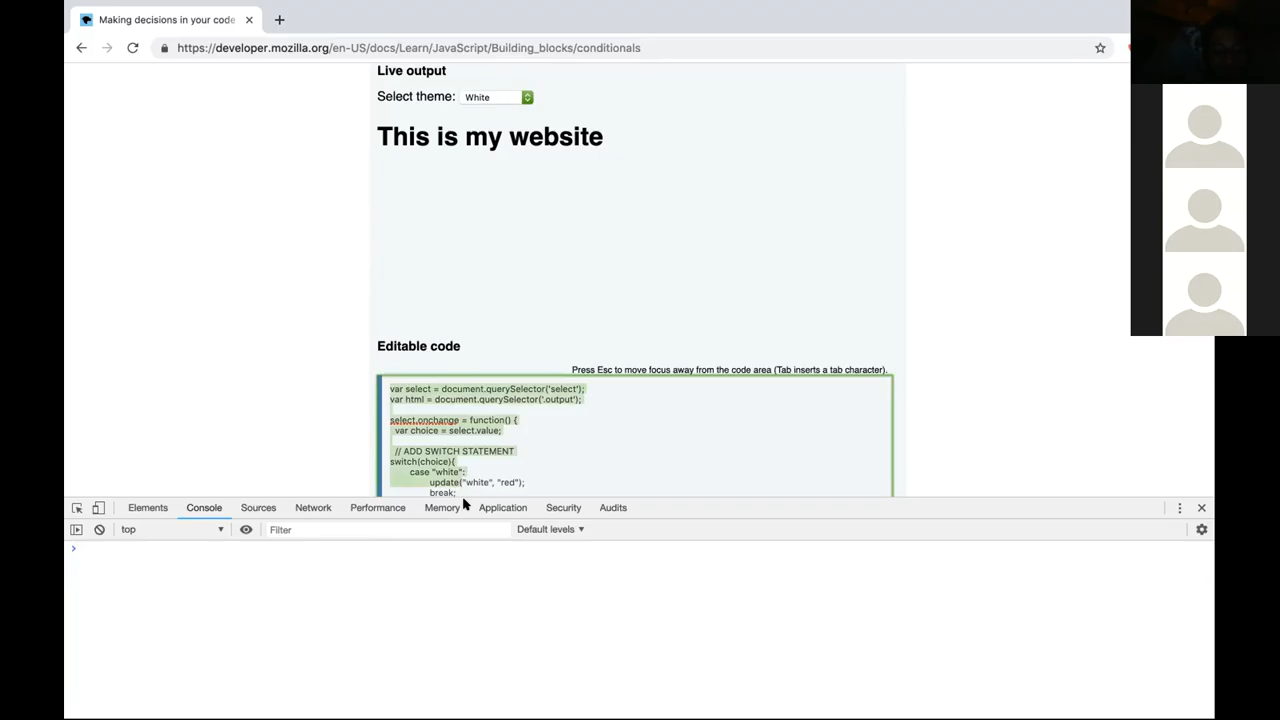 Making decisions in your code
https://developer.mozilla.org/en-US/docs/Learn/JavaScript/Building_blocks/conditionals
Live output
Select theme: White
This is my website
Editable code
Press Esc to move focus away from the code area (Tab inserts a tab character).
var select = document.querySelector('select');
var html = document.querySelector('.output');
select.onchange = function() {
var choice = select.value;
// ADD SWITCH STATEMENT
switch(choice){
case "white":
update("white", "red");
break;
Elements Console Sources Network Performance Memory Application Security Audits
top Filter Default levels